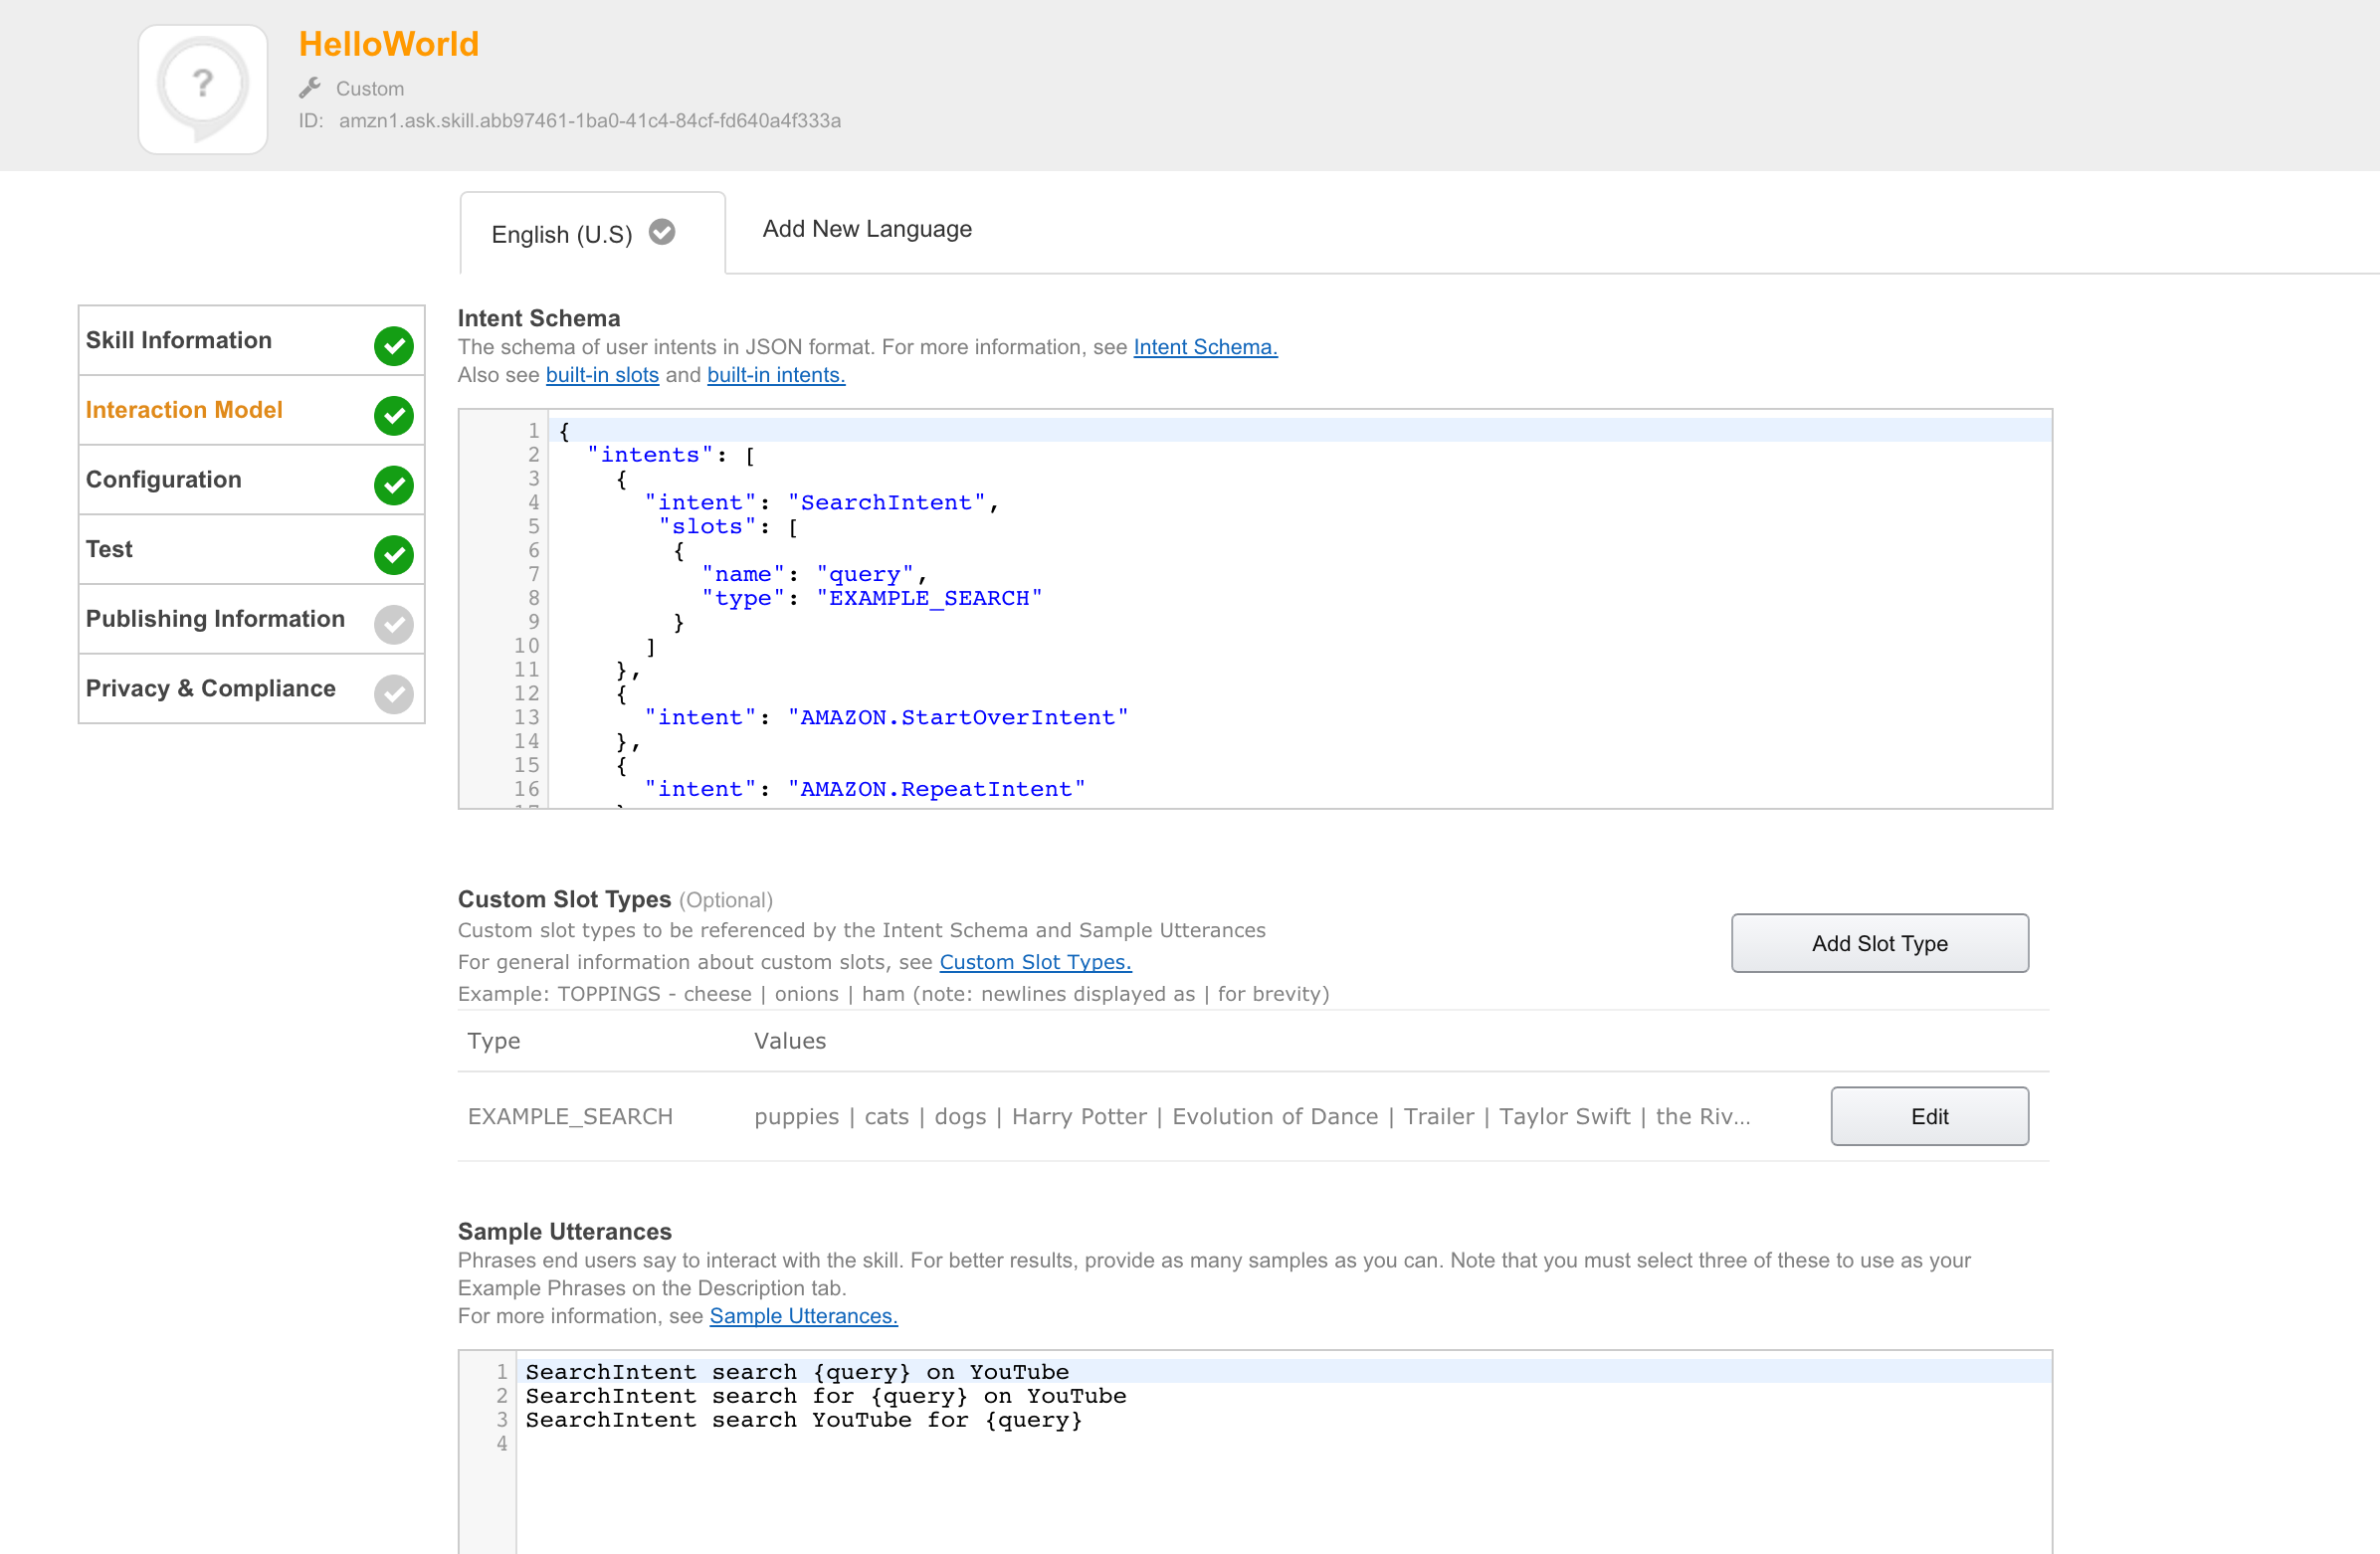 ?
HelloWorld
Custom
ID: amzn1.ask.skill.abb97461-1ba0-41c4-84cf-fd640a4f333a
English (U.S)
Add New Language
Skill Information
Interaction Model
Configuration
Test
Publishing Information
Privacy & Compliance
Intent Schema
The schema of user intents in JSON format. For more information, see Intent Schema.
Also see built-in slots and built-in intents.
1 {
2   "intents": [
3     {
4       "intent": "SearchIntent",
5        "slots": [
6         {
7           "name": "query",
8           "type": "EXAMPLE_SEARCH"
9         }
10       ]
11     },
12     {
13       "intent": "AMAZON.StartOverIntent"
14     },
15     {
16       "intent": "AMAZON.RepeatIntent"
Custom Slot Types (Optional)
Custom slot types to be referenced by the Intent Schema and Sample Utterances
For general information about custom slots, see Custom Slot Types.
Example: TOPPINGS - cheese | onions | ham (note: newlines displayed as | for brevity)
Add Slot Type
Type Values
EXAMPLE_SEARCH puppies | cats | dogs | Harry Potter | Evolution of Dance | Trailer | Taylor Swift | the Riv... Edit
Sample Utterances
Phrases end users say to interact with the skill. For better results, provide as many samples as you can. Note that you must select three of these to use as your
Example Phrases on the Description tab.
For more information, see Sample Utterances.
1 SearchIntent search {query} on YouTube
2 SearchIntent search for {query} on YouTube
3 SearchIntent search YouTube for {query}
4